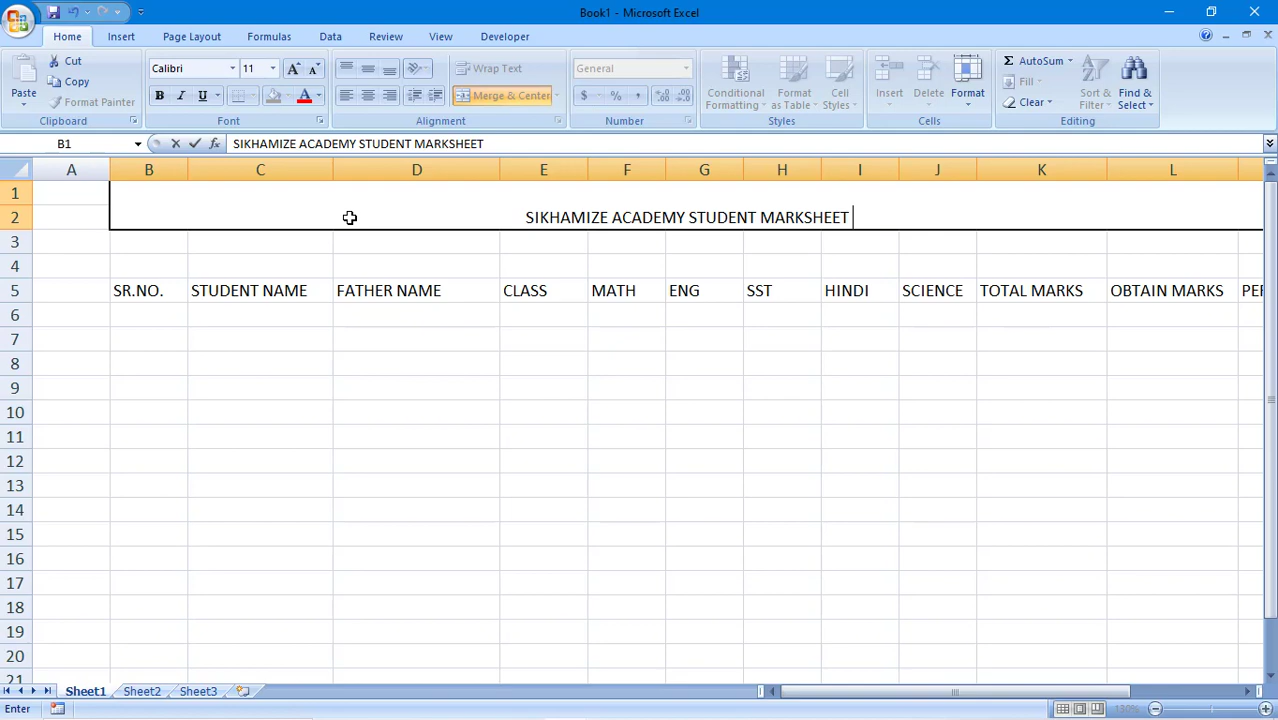 Book1 - Microsoft Excel
Home Insert Page Layout Formulas Data Review View Developer
Paste Cut Copy Format Painter Clipboard
Calibri 11 A A B I U A Font
Wrap Text Merge & Center Alignment
General $ % , Number
Conditional Formatting Format as Table Cell Styles Styles
Insert Delete Format Cells
Σ AutoSum Fill Clear Sort & Filter Find & Select Editing
B1 fx SIKHAMIZE ACADEMY STUDENT MARKSHEET
A B C D E F G H I J K L
1
2 SIKHAMIZE ACADEMY STUDENT MARKSHEET
3
4
5 SR.NO. STUDENT NAME FATHER NAME CLASS MATH ENG SST HINDI SCIENCE TOTAL MARKS OBTAIN MARKS PER
6
7
8
9
10
11
12
13
14
15
16
17
18
19
20
21
Sheet1 Sheet2 Sheet3
Enter 130%